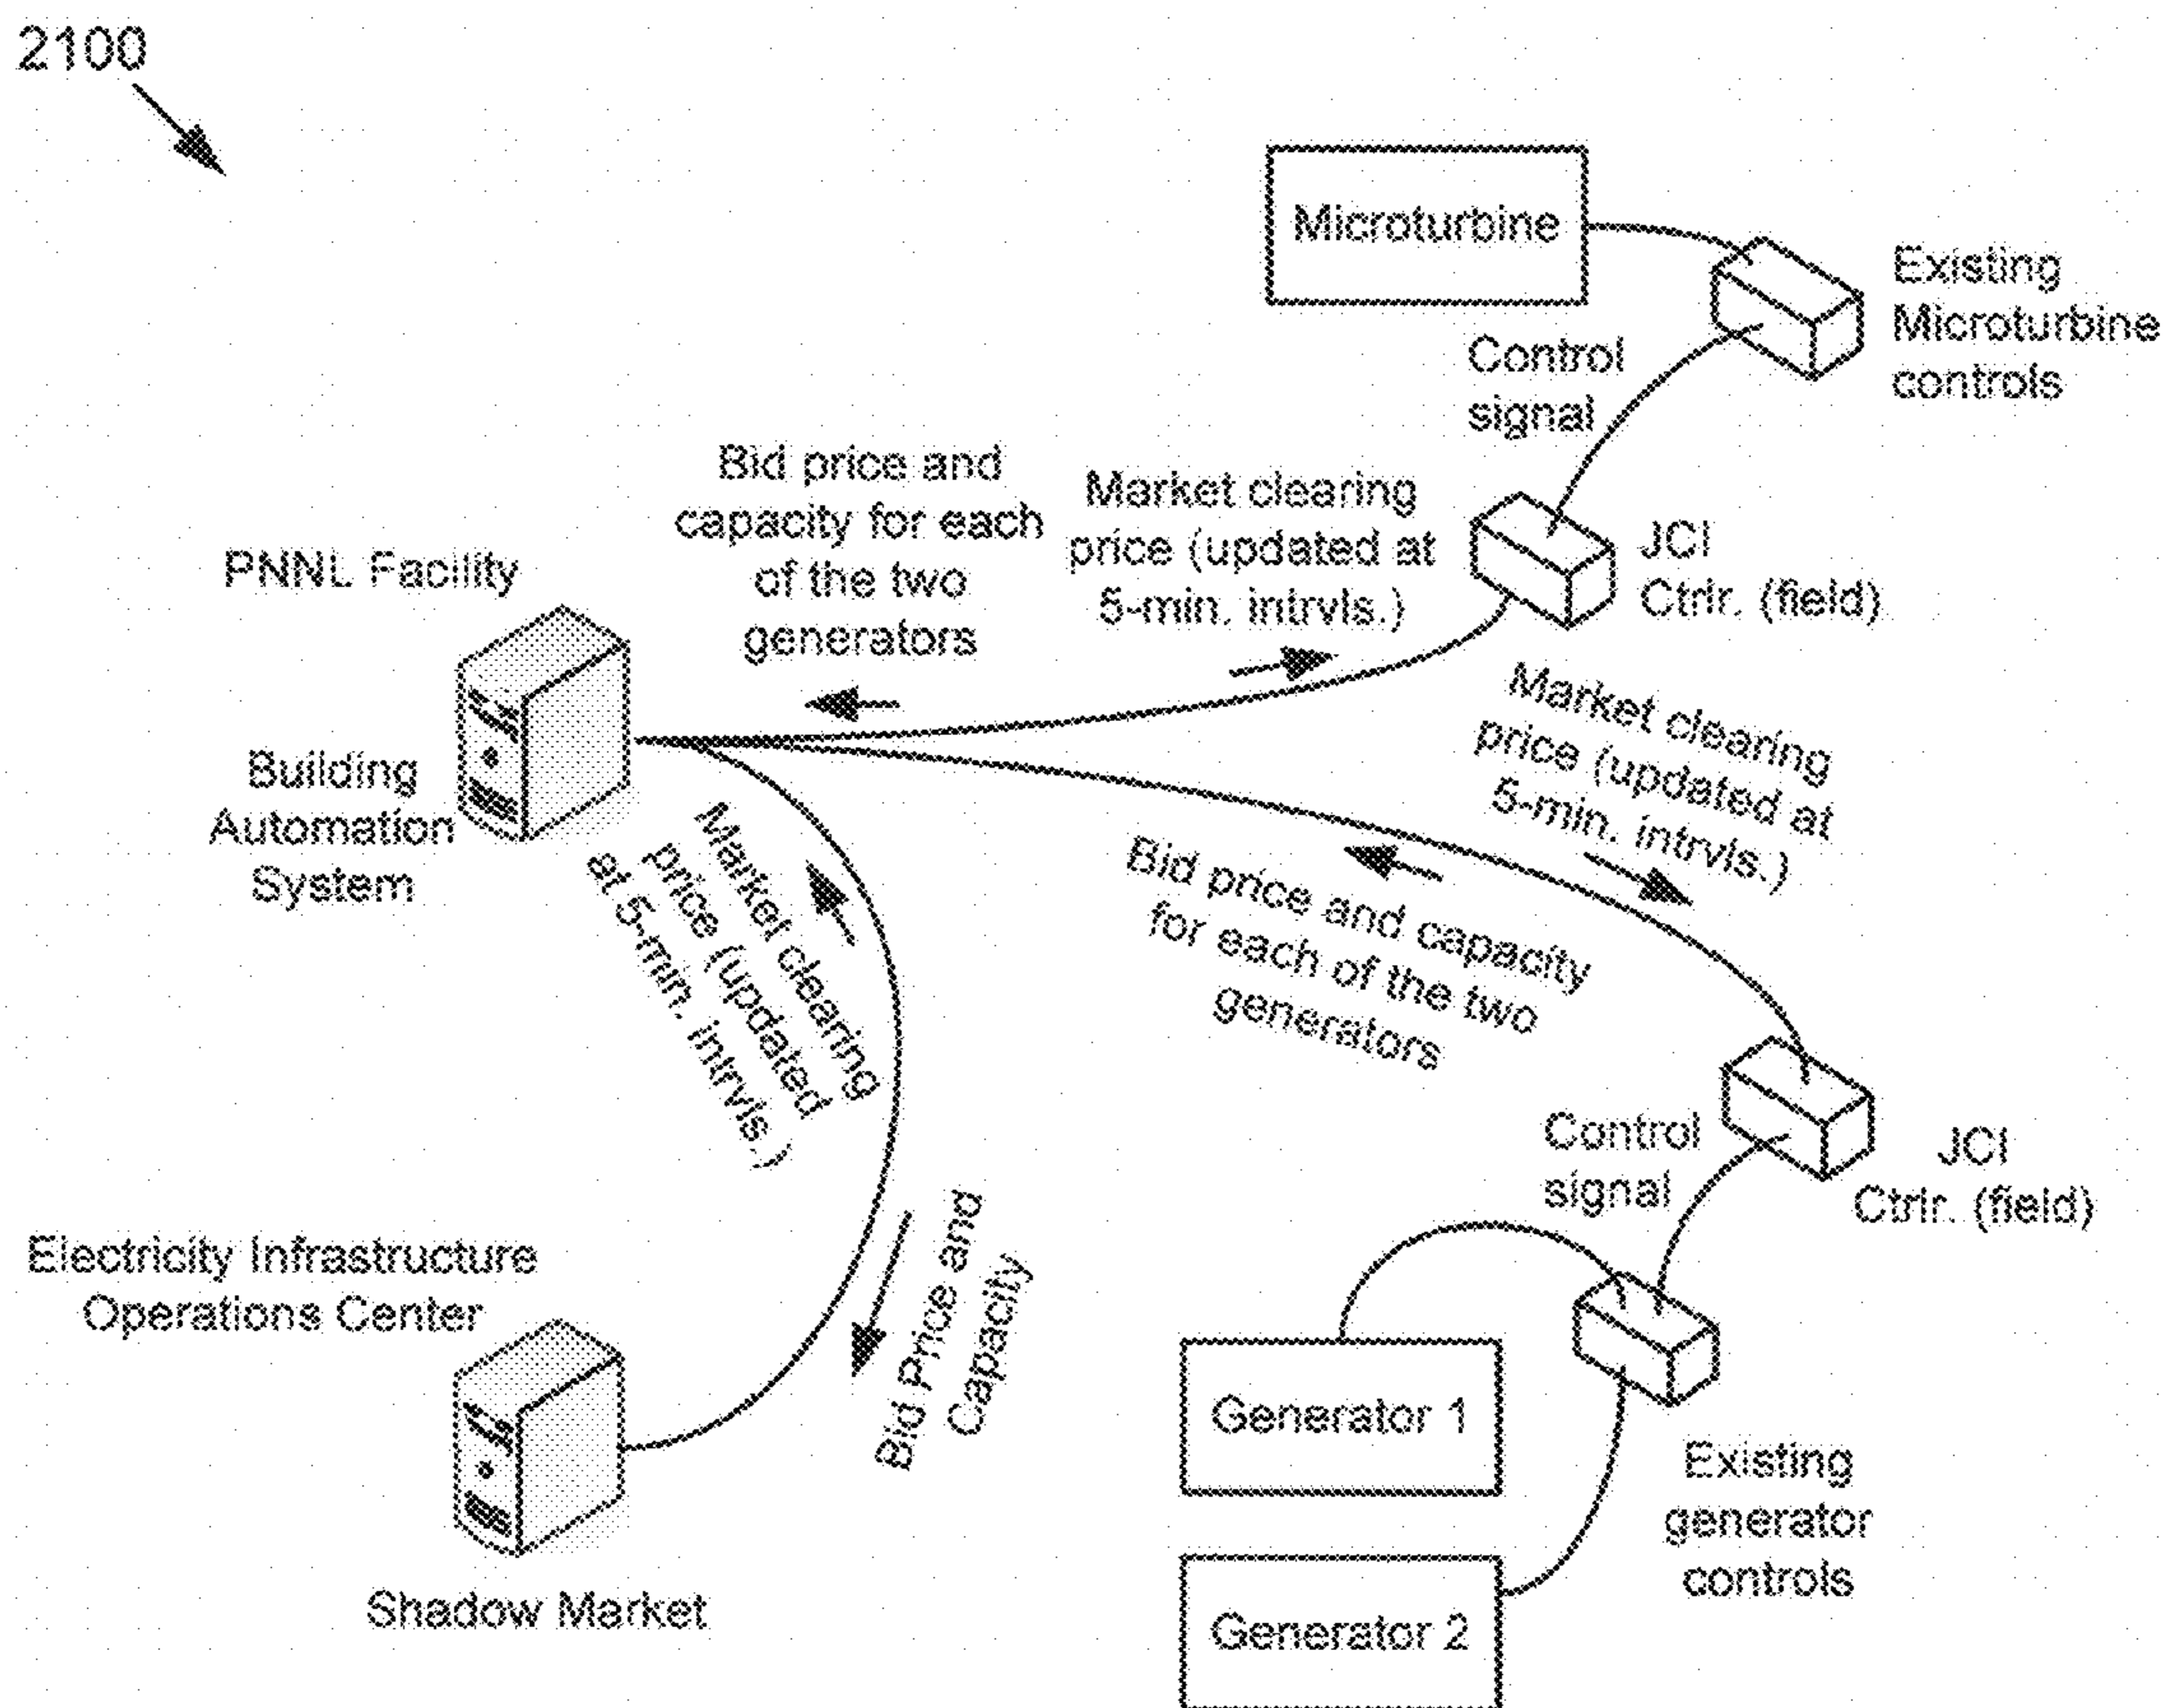 2100
Microturbine
Existing
Microturbine
controls
Control
signal
Bid price and
capacity for each
of the two
generators
Market clearing
price (updated at
5-min. intrvls.)
JCI
Ctrlr. (field)
PNNL Facility
Building
Automation
System
Market clearing
price (updated at
5-min. intrvls.)
Market clearing
price (updated
at 5-min. intrvls.)
Bid price and capacity
for each of the two
generators
Control
signal
JCI
Ctrlr. (field)
Bid Price and
Capacity
Electricity Infrastructure
Operations Center
Shadow Market
Generator 1
Existing
generator
controls
Generator 2